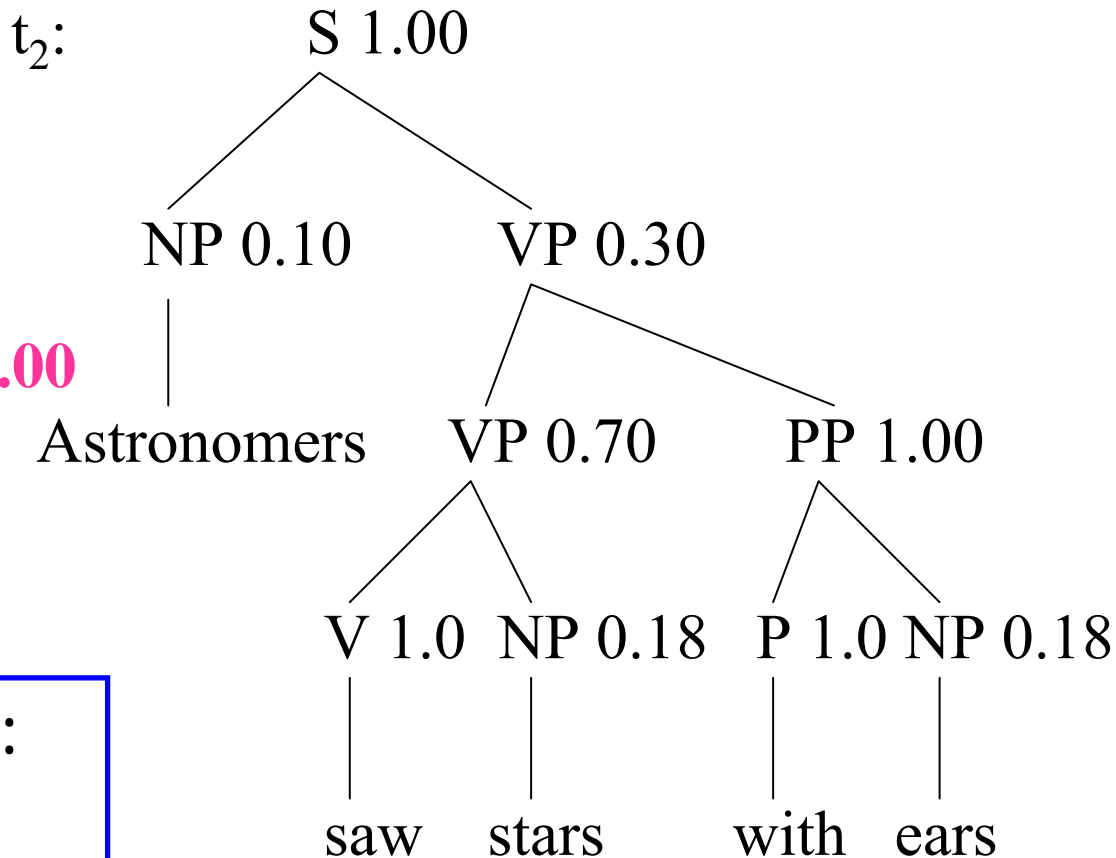 t₂:
S 1.00
NP 0.10 VP 0.30
.00
Astronomers VP 0.70 PP 1.00
V 1.0 NP 0.18 P 1.0 NP 0.18
:
saw stars with ears